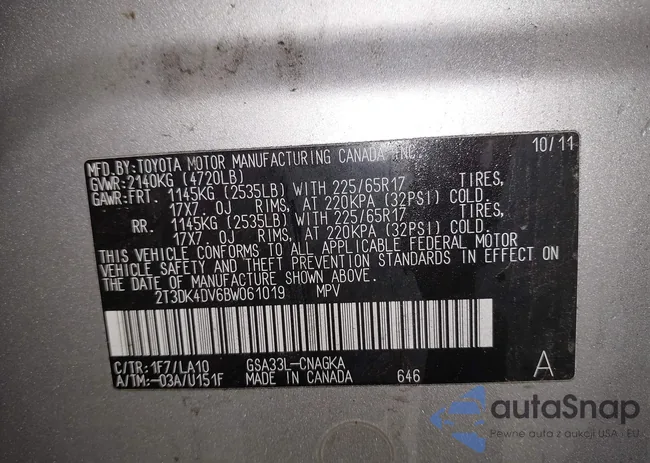 MFD.BY:TOYOTA MOTOR MANUFACTURING CANADA INC. 10/11
GVWR:2140KG (4720LB)
GAWR:FRT. 1145KG (2535LB) WITH 225/65R17 TIRES,
17X7.0J RIMS, AT 220KPA (32PSI) COLD.
RR. 1145KG (2535LB) WITH 225/65R17 TIRES,
17X7.0J RIMS, AT 220KPA (32PSI) COLD.
THIS VEHICLE CONFORMS TO ALL APPLICABLE FEDERAL MOTOR
VEHICLE SAFETY AND THEFT PREVENTION STANDARDS IN EFFECT ON
THE DATE OF MANUFACTURE SHOWN ABOVE.
2T3DK4DV6BW061019 MPV
C/TR:1F7/LA10 GSA33L-CNAGKA
A/TM:-03A/U151F MADE IN CANADA 646 A
autaSnap
Pewne auta z aukcji USA i EU